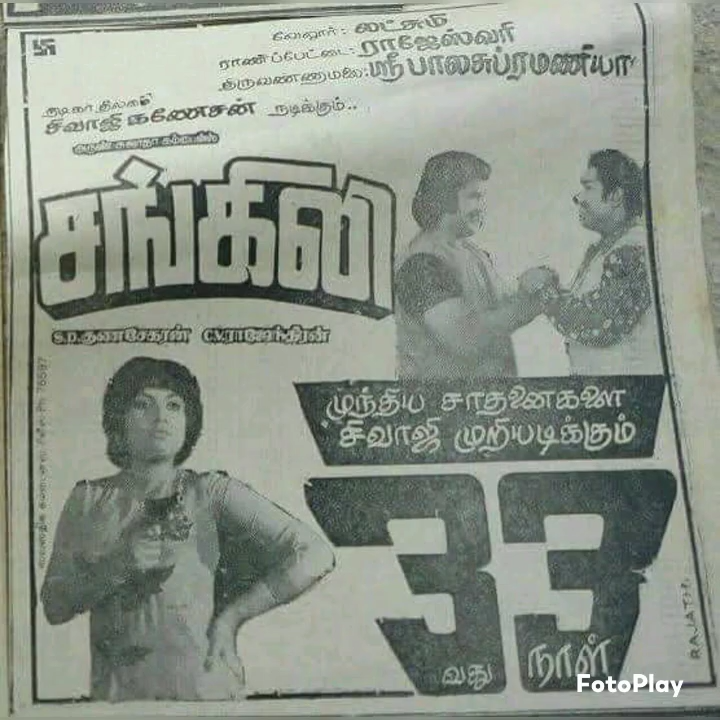 வேலூர்: லட்சுமி
ராணிப்பேட்டை: ராஜேஸ்வரி
திருவண்ணாமலை: ஸ்ரீ பாலசுப்ரமணியா
நடிகர் திலகம்
சிவாஜி கணேசன் நடிக்கும்..
சங்கிலி
S.D.குணசேகரன் C.V.ராஜேந்திரன்
முந்திய சாதனைகளை
சிவாஜி முறியடிக்கும்
33
வது நாள்
RAJATHI
FotoPlay